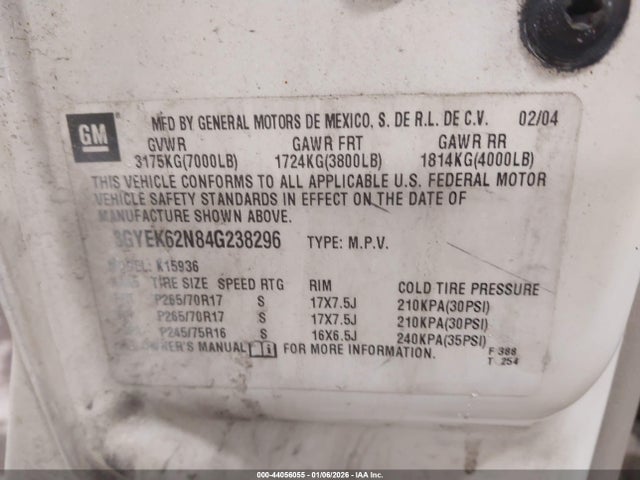 GM
MFD BY GENERAL MOTORS DE MEXICO, S. DE R.L. DE C.V. 02/04
GVWR GAWR FRT GAWR RR
3175KG(7000LB) 1724KG(3800LB) 1814KG(4000LB)
THIS VEHICLE CONFORMS TO ALL APPLICABLE U.S. FEDERAL MOTOR
VEHICLE SAFETY STANDARDS IN EFFECT ON THE DATE OF
MANUFACTURE SHOWN ABOVE.
3GYEK62N84G238296 TYPE: M.P.V.
MODEL: K15936
TIRE SIZE SPEED RTG RIM COLD TIRE PRESSURE
P265/70R17 S 17X7.5J 210KPA(30PSI)
P265/70R17 S 17X7.5J 210KPA(30PSI)
P245/75R16 S 16X6.5J 240KPA(35PSI)
OWNER'S MANUAL FOR MORE INFORMATION.
F 388
T 254
000-44056055 | 01/06/2026 | IAA Inc.